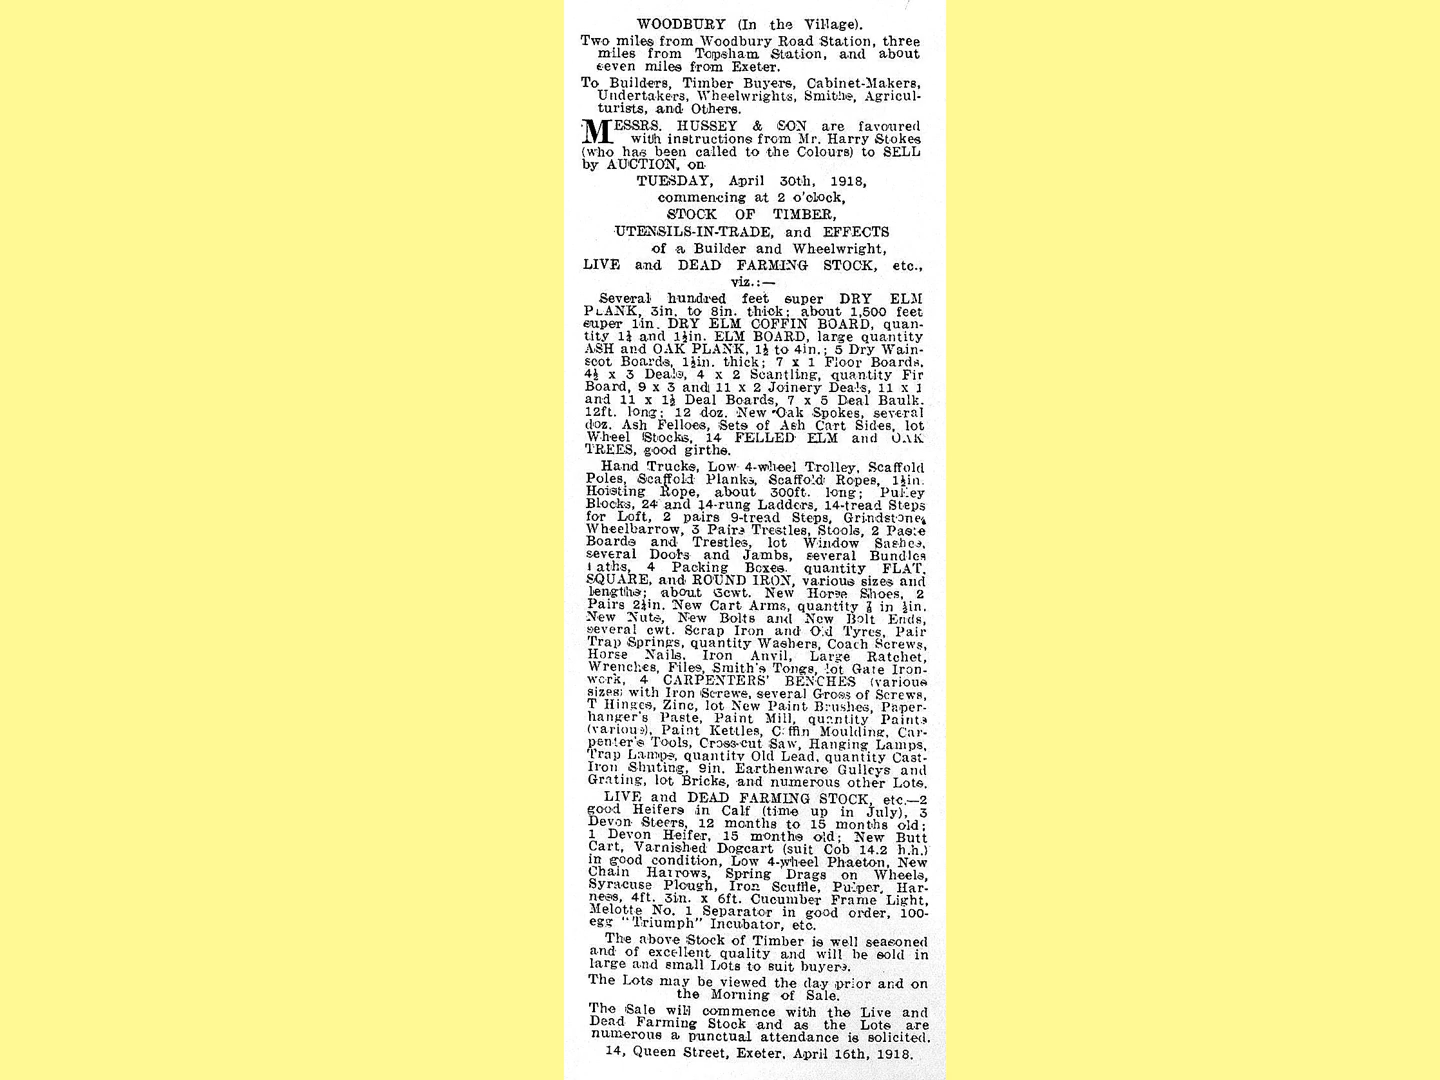 WOODBURY (In the Village).
Two miles from Woodbury Road Station, three
miles from Topsham Station, and about
seven miles from Exeter.
To Builders, Timber Buyers, Cabinet-Makers,
Undertakers, Wheelwrights, Smiths, Agricul-
turists, and Others.
MESSRS. HUSSEY & SON are favoured
with instructions from Mr. Harry Stokes
(who has been called to the Colours) to SELL
by AUCTION, on
TUESDAY, April 30th, 1918,
commencing at 2 o'clock,
STOCK OF TIMBER,
UTENSILS-IN-TRADE, and EFFECTS
of a Builder and Wheelwright,
LIVE and DEAD FARMING STOCK, etc.,
viz.:—
Several hundred feet super DRY ELM
PLANK, 3in. to 8in. thick; about 1,500 feet
super 1in. DRY ELM COFFIN BOARD, quan-
tity 1¼ and 1½in. ELM BOARD, large quantity
ASH and OAK PLANK, 1½ to 4in.; 5 Dry Wain-
scot Boards, 1½in. thick; 7 x 1 Floor Boards,
4½ x 3 Deals, 4 x 2 Scantling, quantity Fir
Board, 9 x 3 and 11 x 2 Joinery Deals, 11 x 1
and 11 x 1½ Deal Boards, 7 x 5 Deal Baulk.
12ft. long; 12 doz. New Oak Spokes, several
doz. Ash Felloes, Sets of Ash Cart Sides, lot
Wheel Stocks, 14 FELLED ELM and OAK
TREES, good girths.
Hand Trucks, Low 4-wheel Trolley, Scaffold
Poles, Scaffold Planks, Scaffold Ropes, 1½in.
Hoisting Rope, about 300ft. long; Pulley
Blocks, 24 and 14-rung Ladders, 14-tread Steps
for Loft, 2 pairs 9-tread Steps, Grindstone,
Wheelbarrow, 3 Pairs Trestles, Stools, 2 Paste
Boards and Trestles, lot Window Sashes,
several Doors and Jambs, several Bundles
Laths, 4 Packing Boxes, quantity FLAT,
SQUARE, and ROUND IRON, various sizes and
lengths; about 6cwt. New Horse Shoes, 2
Pairs 2¼in. New Cart Arms, quantity in ½in.
New Nuts, New Bolts and New Bolt Ends,
several cwt. Scrap Iron and Old Tyres, Pair
Trap Springs, quantity Washers, Coach Screws,
Horse Nails, Iron Anvil, Large Ratchet,
Wrenches, Files, Smith's Tongs, lot Gate Iron-
work, 4 CARPENTERS' BENCHES (various
sizes) with Iron Screws, several Gross of Screws,
T Hinges, Zinc, lot New Paint Brushes, Paper-
hanger's Paste, Paint Mill, quantity Paints
(various), Paint Kettles, Coffin Moulding, Car-
penter's Tools, Cross-cut Saw, Hanging Lamps,
Trap Lamps, quantity Old Lead, quantity Cast-
Iron Shuting, 9in. Earthenware Gulleys and
Grating, lot Bricks, and numerous other Lots.
LIVE and DEAD FARMING STOCK, etc.—2
good Heifers in Calf (time up in July), 3
Devon Steers, 12 months to 15 months old;
1 Devon Heifer, 15 months old; New Butt
Cart, Varnished Dogcart (suit Cob 14.2 h.h.)
in good condition, Low 4-wheel Phaeton, New
Chain Harrows, Spring Drags on Wheels,
Syracuse Plough, Iron Scuffle, Pulper, Har-
ness, 4ft. 3in. x 6ft. Cucumber Frame Light,
Melotte No. 1 Separator in good order, 100-
egg "Triumph" Incubator, etc.
The above Stock of Timber is well seasoned
and of excellent quality and will be sold in
large and small Lots to suit buyers.
The Lots may be viewed the day prior and on
the Morning of Sale.
The Sale will commence with the Live and
Dead Farming Stock and as the Lots are
numerous a punctual attendance is solicited.
14, Queen Street, Exeter, April 16th, 1918.